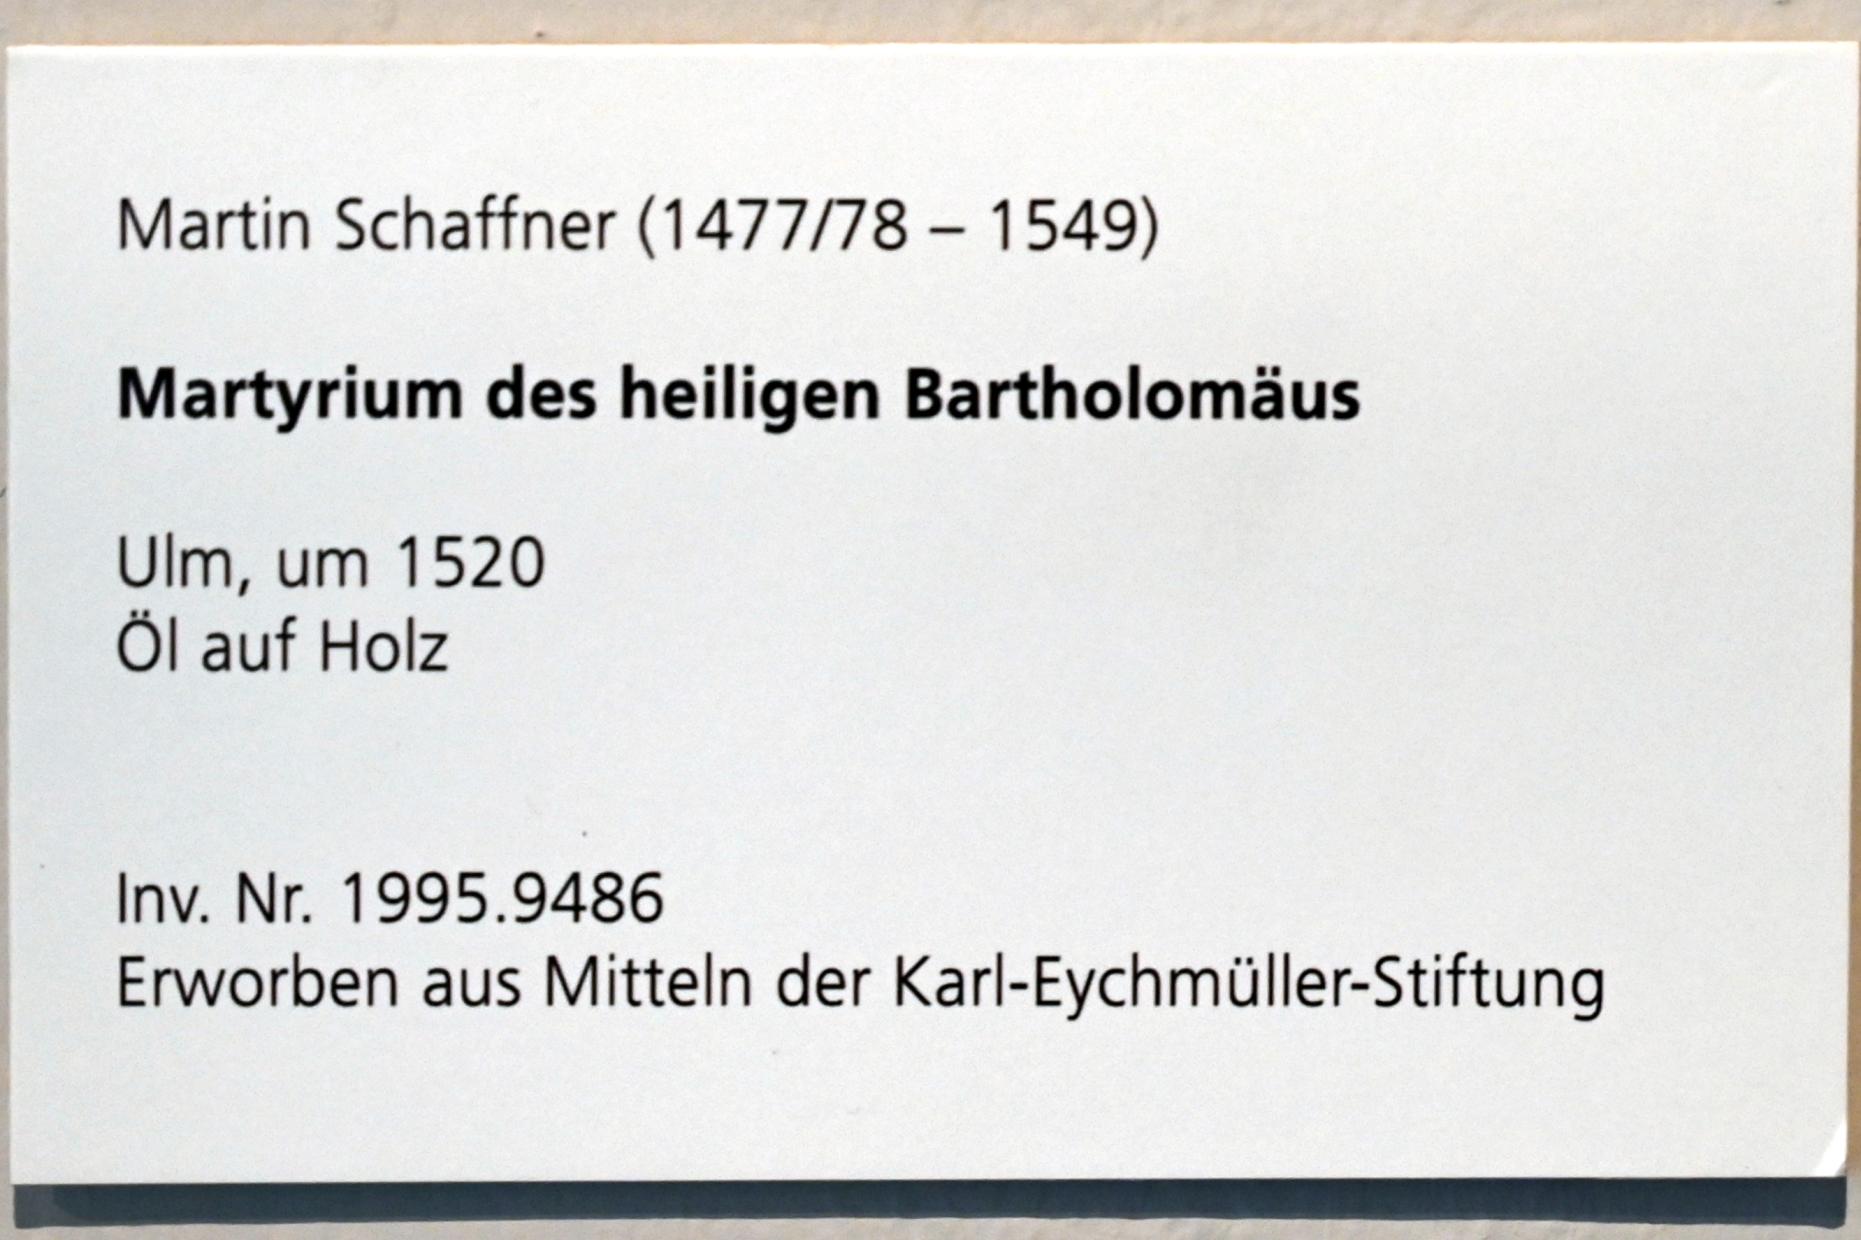 Martin Schaffner (1477/78 – 1549)
Martyrium des heiligen Bartholomäus
Ulm, um 1520
Öl auf Holz
Inv. Nr. 1995.9486
Erworben aus Mitteln der Karl-Eychmüller-Stiftung